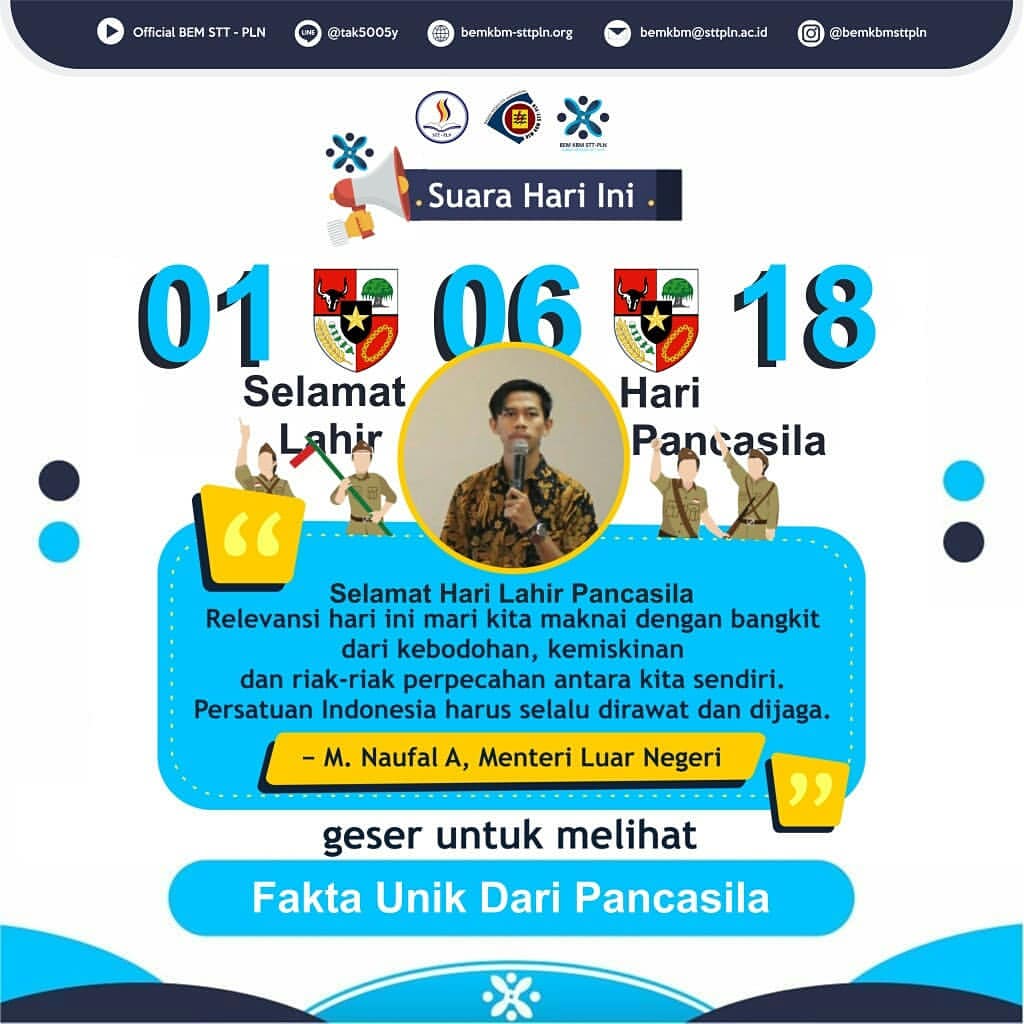 Official BEM STT - PLN
LINE
@tak5005y
bemkbm-sttpln.org
bemkbm@sttpln.ac.id
@bemkbmsttpln
STT - PLN
BEM KBM STT-PLN
Suara Hari Ini
01 06 18
Selamat Hari
Lahir Pancasila
Selamat Hari Lahir Pancasila
Relevansi hari ini mari kita maknai dengan bangkit
dari kebodohan, kemiskinan
dan riak-riak perpecahan antara kita sendiri.
Persatuan Indonesia harus selalu dirawat dan dijaga.
– M. Naufal A, Menteri Luar Negeri
geser untuk melihat
Fakta Unik Dari Pancasila